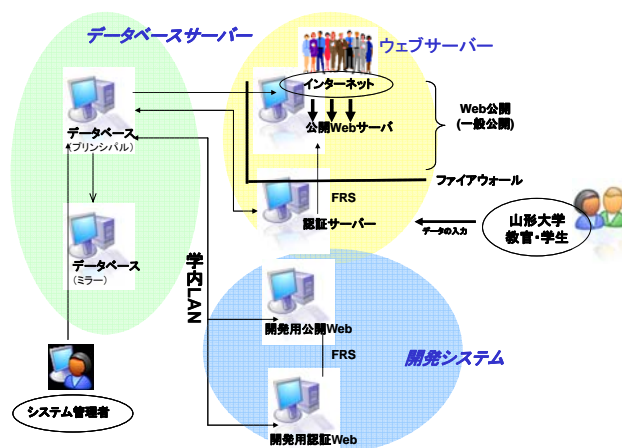 データベースサーバー
ウェブサーバー
インターネット
データベース
(プリンシパル)
公開Webサーバ
Web公開
(一般公開)
ファイアウォール
FRS
認証サーバー
データの入力
山形大学
教官・学生
データベース
(ミラー)
学内LAN
開発用公開Web
FRS
開発システム
システム管理者
開発用認証Web